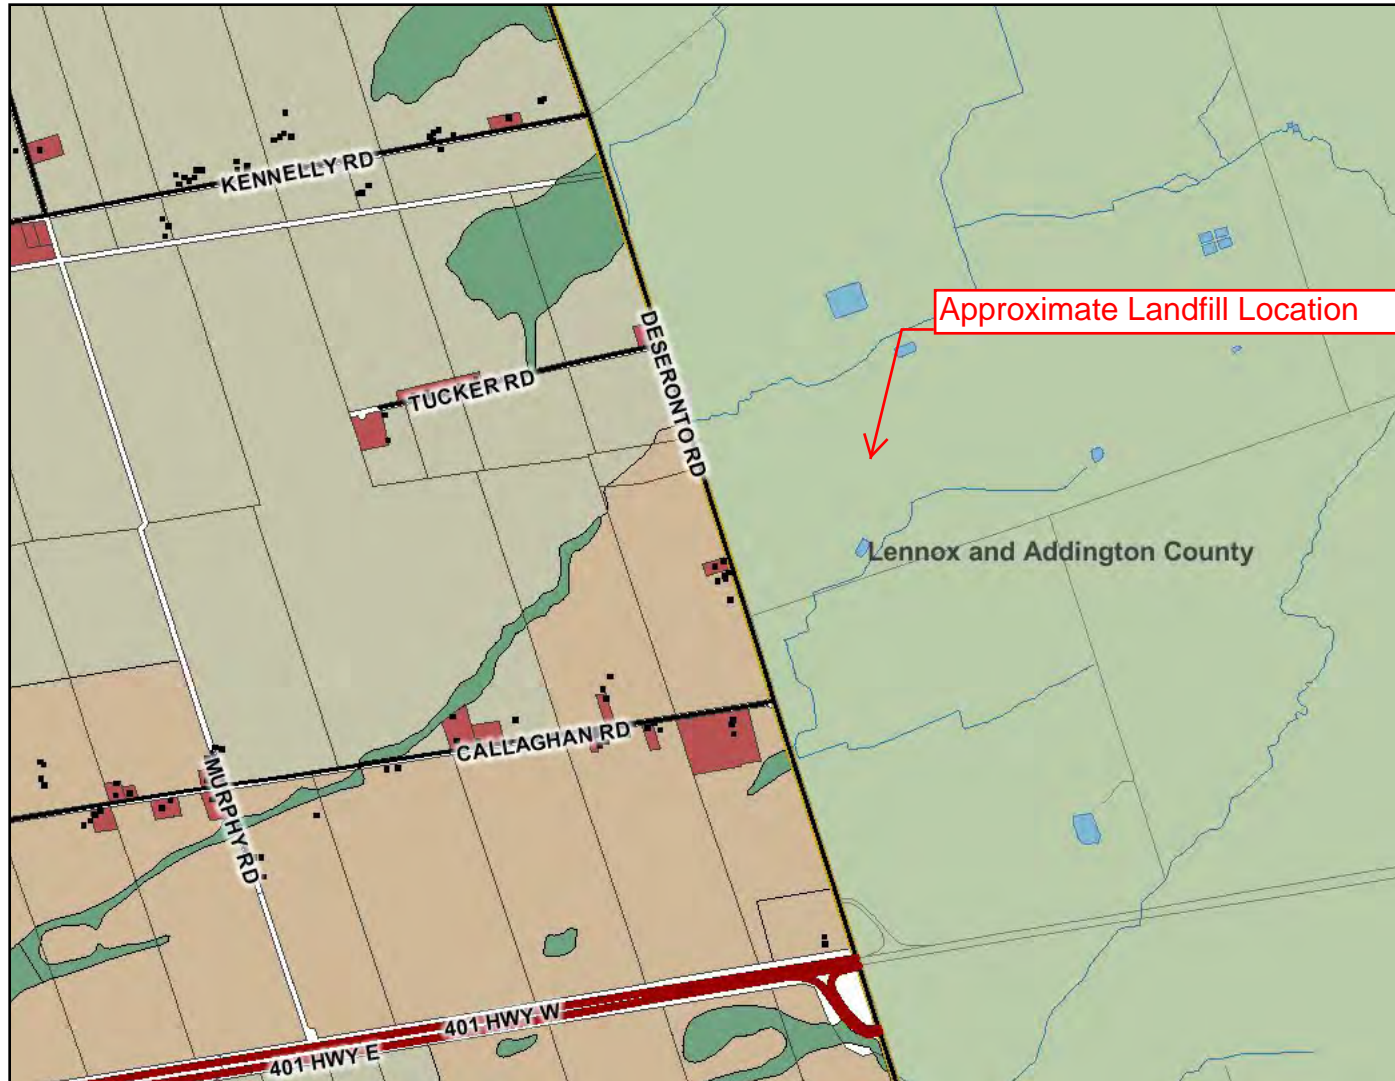 KENNELLY RD
Approximate Landfill Location
DESERONTO RD
TUCKER RD
Lennox and Addington County
CALLAGHAN RD
MURPHY RD
401 HWY W
401 HWY E